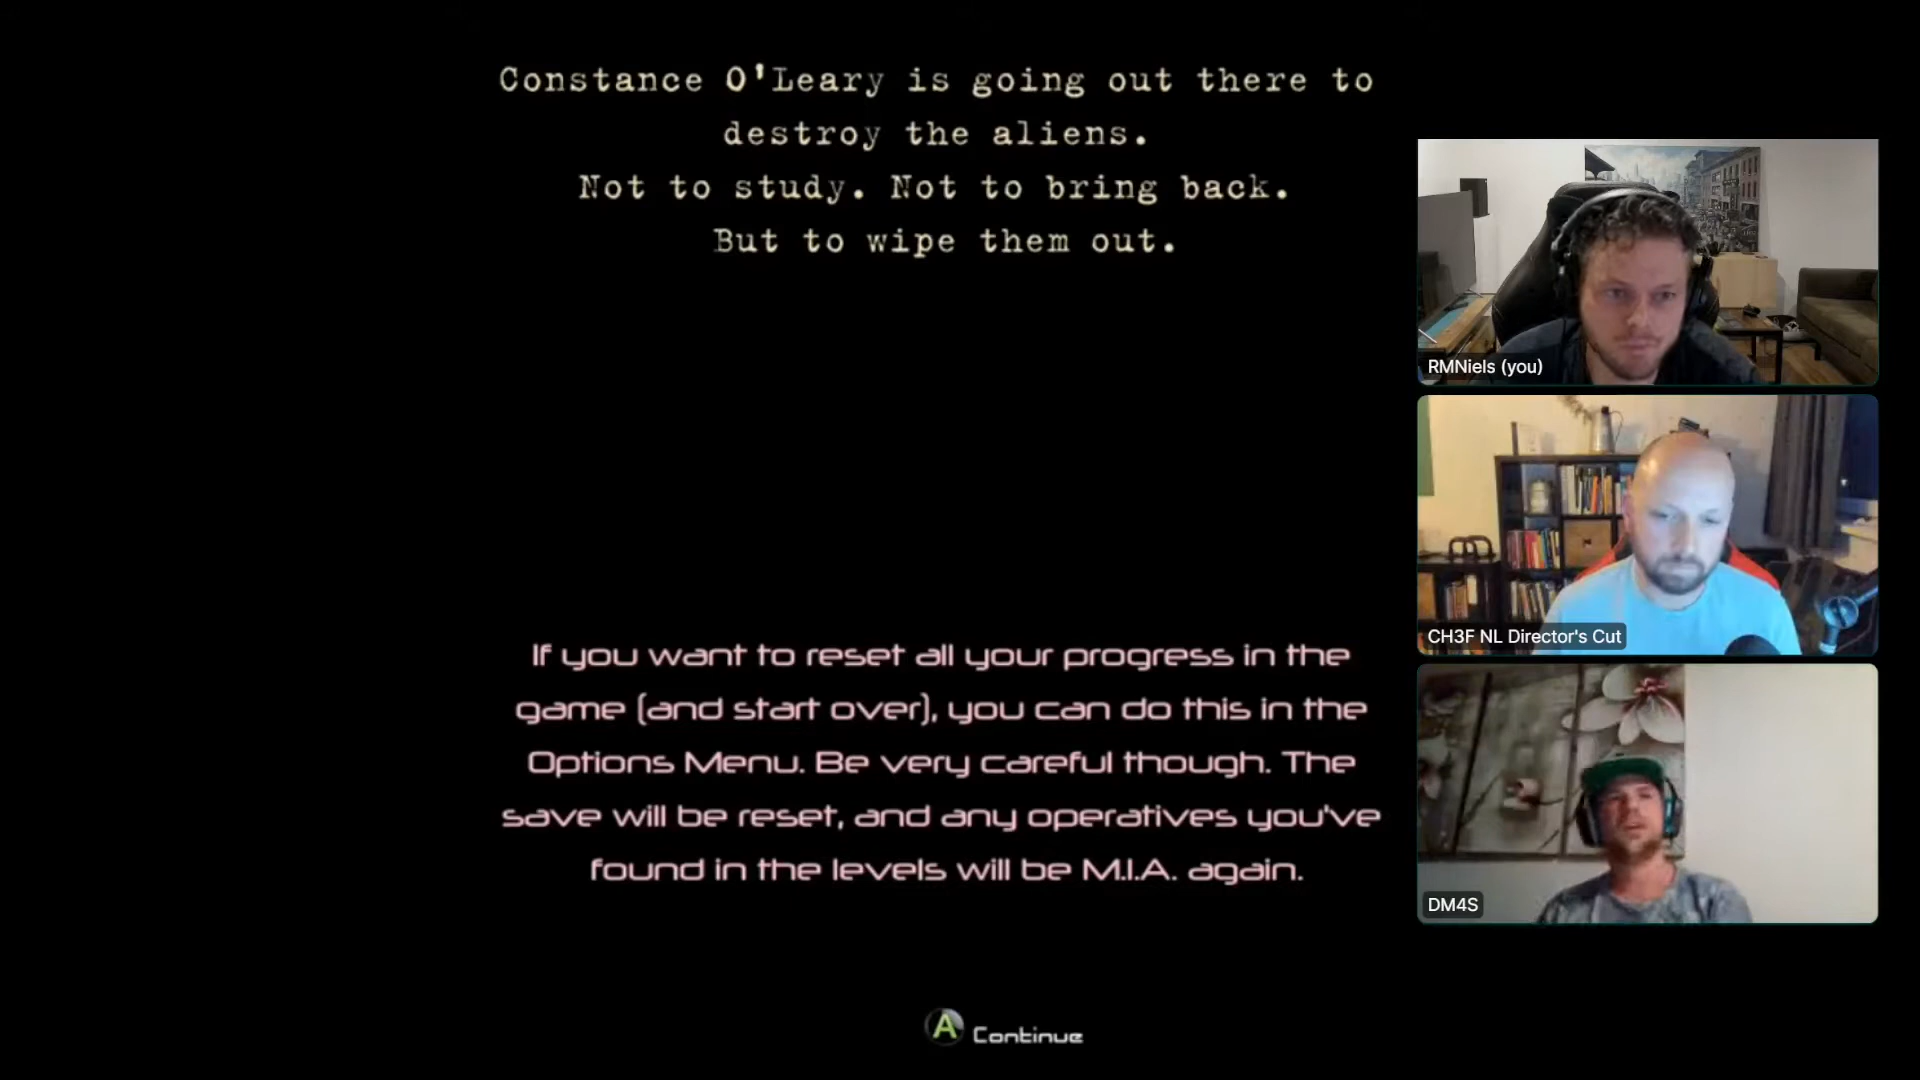 Constance O'Leary is going out there to
destroy the aliens.
Not to study. Not to bring back.
But to wipe them out.
If you want to reset all your progress in the
game (and start over), you can do this in the
Options Menu. Be very careful though. The
save will be reset, and any operatives you've
found in the levels will be M.I.A. again.
A Continue
RMNiels (you)
CH3F NL Director's Cut
DM4S